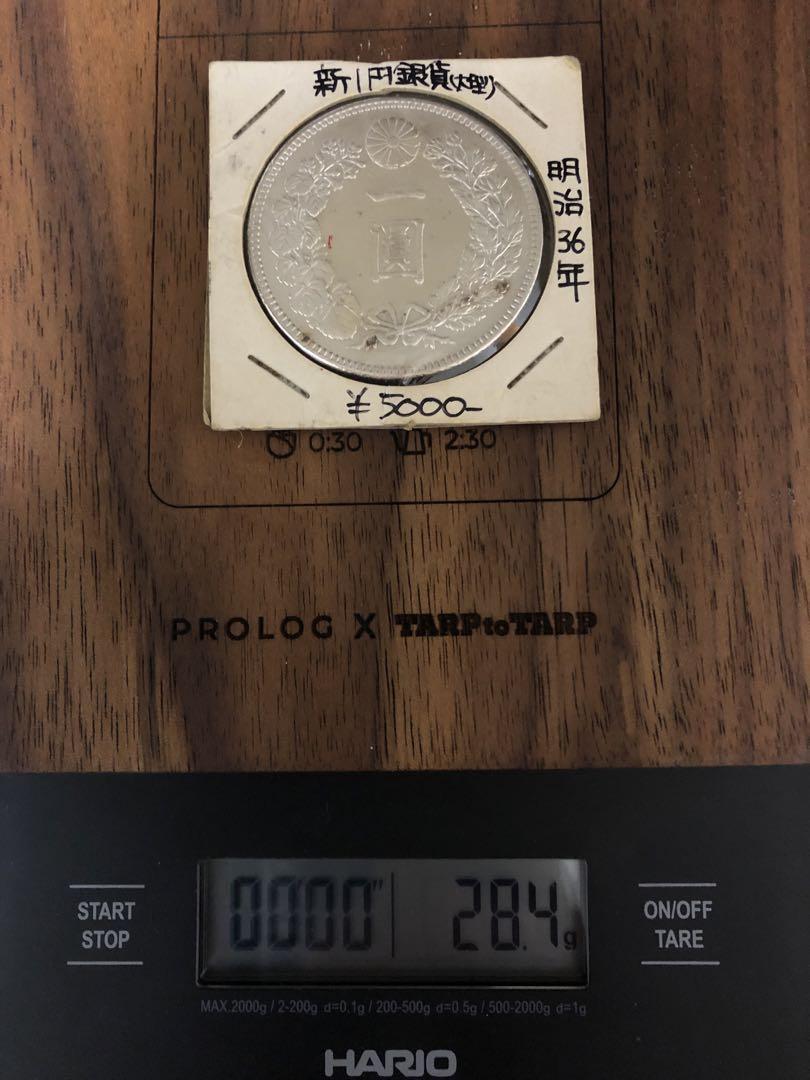 新1円銀貨(大型)
明治36年
一圓
¥5000-
0:30 2:30
PROLOG X TARPtoTARP
START
STOP
00'00" 28.4g
ON/OFF
TARE
MAX.2000g / 2-200g d=0.1g / 200-500g d=0.5g / 500-2000g d=1g
HARIO